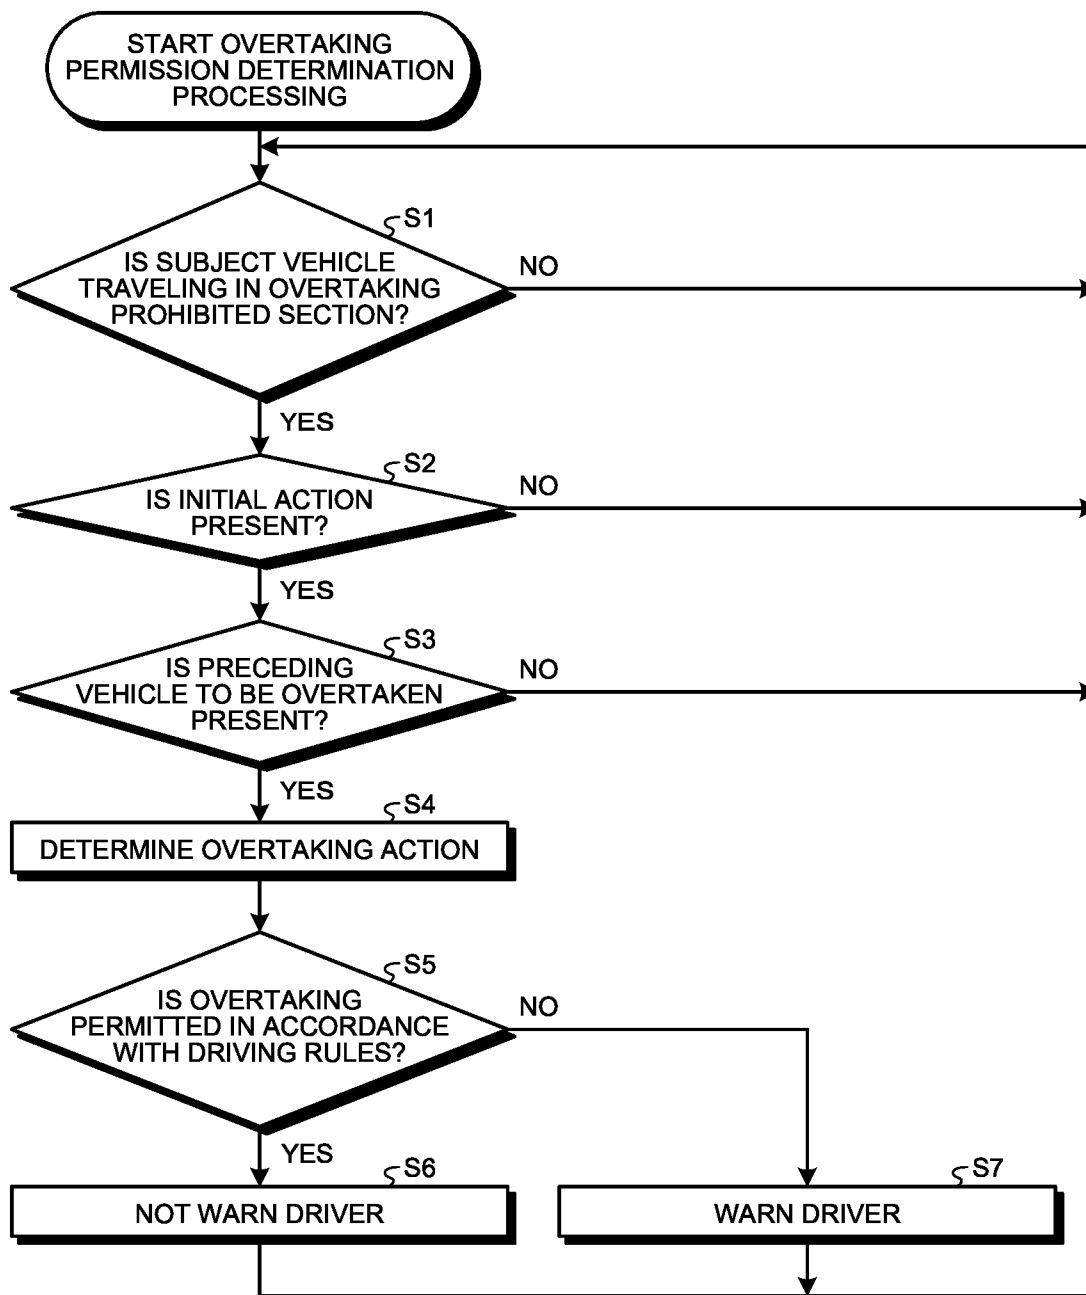 START OVERTAKING
PERMISSION DETERMINATION
PROCESSING
S1
IS SUBJECT VEHICLE
TRAVELING IN OVERTAKING
PROHIBITED SECTION?
NO
YES
S2
IS INITIAL ACTION
PRESENT?
NO
YES
S3
IS PRECEDING
VEHICLE TO BE OVERTAKEN
PRESENT?
NO
YES
S4
DETERMINE OVERTAKING ACTION
S5
IS OVERTAKING
PERMITTED IN ACCORDANCE
WITH DRIVING RULES?
NO
YES
S6
NOT WARN DRIVER
S7
WARN DRIVER